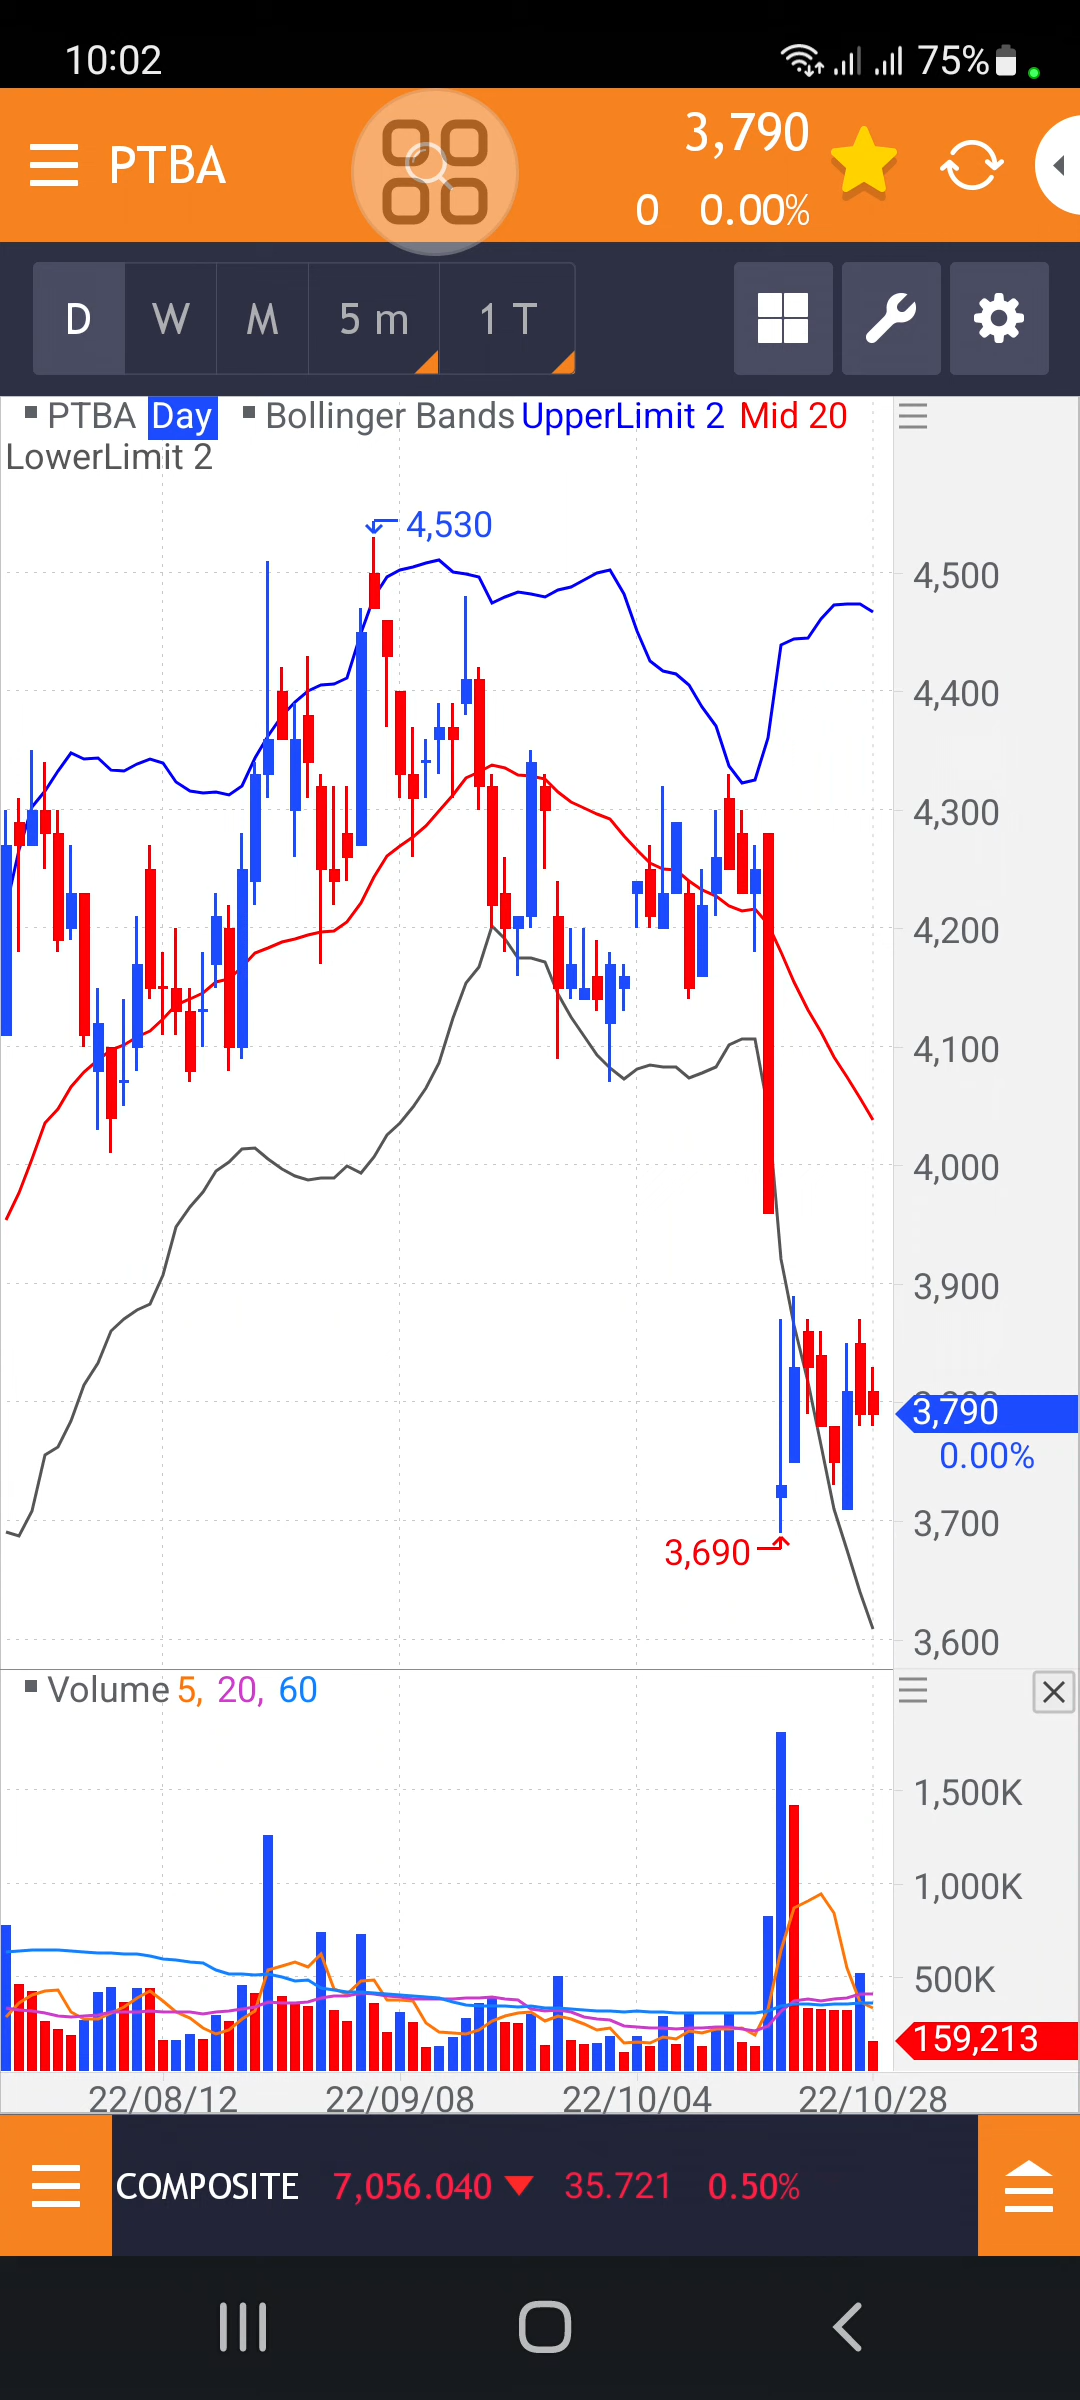 10:02 75%
PTBA 3,790
0 0.00%
D W M 5 m 1 T
PTBA Day Bollinger Bands UpperLimit 2 Mid 20
LowerLimit 2
4,530
4,500
4,400
4,300
4,200
4,100
4,000
3,900
3,790
0.00%
3,700
3,690
3,600
Volume 5, 20, 60
1,500K
1,000K
500K
159,213
22/08/12 22/09/08 22/10/04 22/10/28
COMPOSITE 7,056.040 ▼ 35.721 0.50%